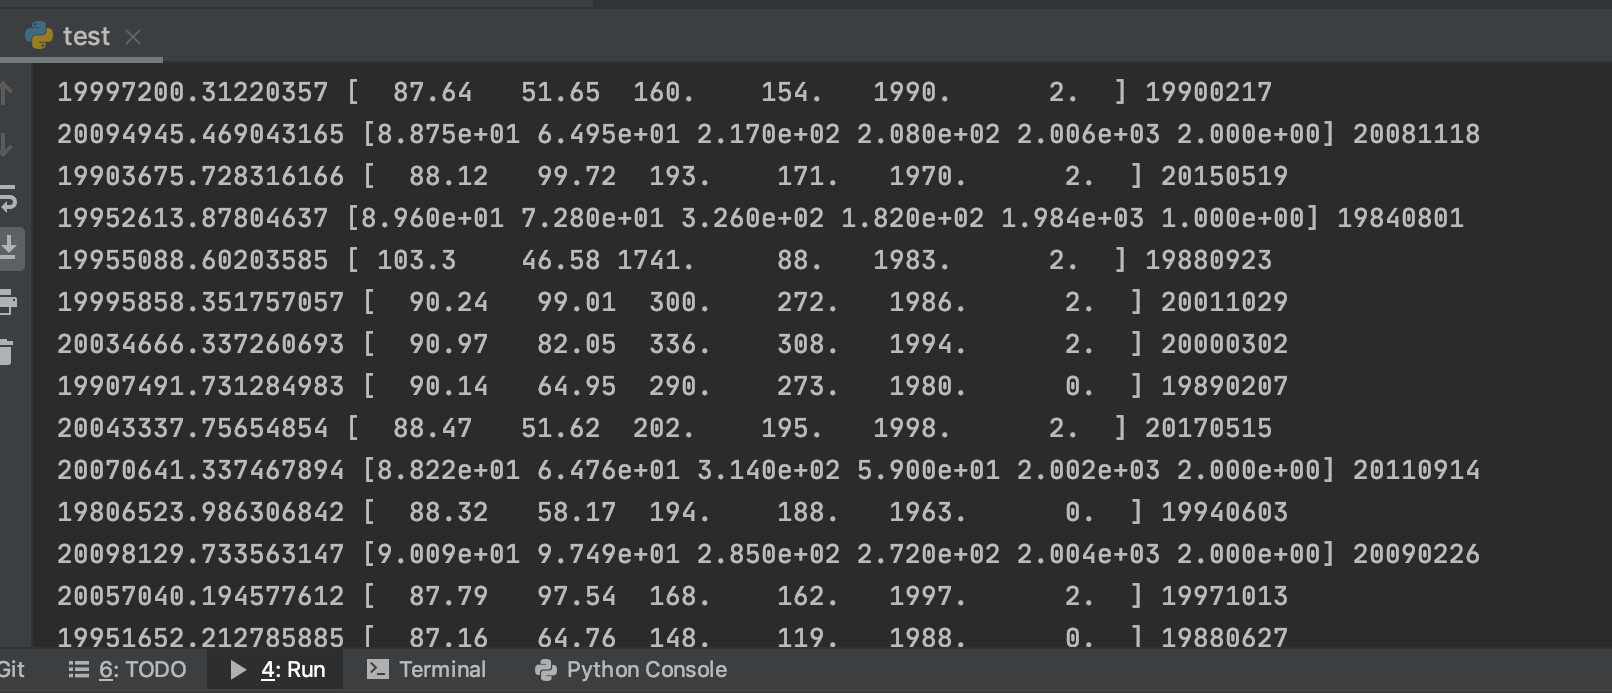 test
19997200.31220357 [  87.64   51.65  160.    154.   1990.      2.  ] 19900217
20094945.469043165 [8.875e+01 6.495e+01 2.170e+02 2.080e+02 2.006e+03 2.000e+00] 20081118
19903675.728316166 [  88.12   99.72  193.    171.   1970.      2.  ] 20150519
19952613.87804637 [8.960e+01 7.280e+01 3.260e+02 1.820e+02 1.984e+03 1.000e+00] 19840801
19955088.60203585 [ 103.3    46.58 1741.     88.   1983.      2.  ] 19880923
19995858.351757057 [  90.24   99.01  300.    272.   1986.      2.  ] 20011029
20034666.337260693 [  90.97   82.05  336.    308.   1994.      2.  ] 20000302
19907491.731284983 [  90.14   64.95  290.    273.   1980.      0.  ] 19890207
20043337.75654854 [  88.47   51.62  202.    195.   1998.      2.  ] 20170515
20070641.337467894 [8.822e+01 6.476e+01 3.140e+02 5.900e+01 2.002e+03 2.000e+00] 20110914
19806523.986306842 [  88.32   58.17  194.    188.   1963.      0.  ] 19940603
20098129.733563147 [9.009e+01 9.749e+01 2.850e+02 2.720e+02 2.004e+03 2.000e+00] 20090226
20057040.194577612 [  87.79   97.54  168.    162.   1997.      2.  ] 19971013
19951652.212785885 [  87.16   64.76  148.    119.   1988.      0.  ] 19880627
Git 6: TODO 4: Run Terminal Python Console